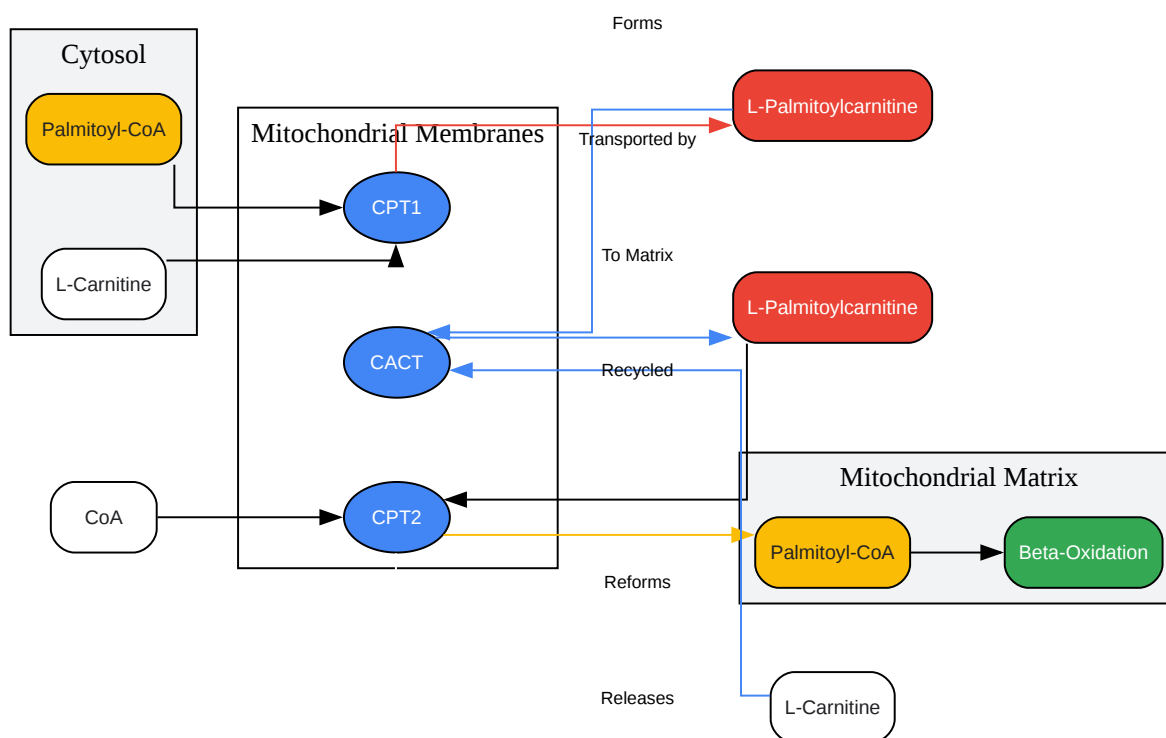 Forms
Cytosol
Palmitoyl-CoA
L-Carnitine
Mitochondrial Membranes
CPT1
CACT
CPT2
CoA
L-Palmitoylcarnitine
Transported by
To Matrix
L-Palmitoylcarnitine
Recycled
Mitochondrial Matrix
Palmitoyl-CoA
Beta-Oxidation
Reforms
Releases
L-Carnitine